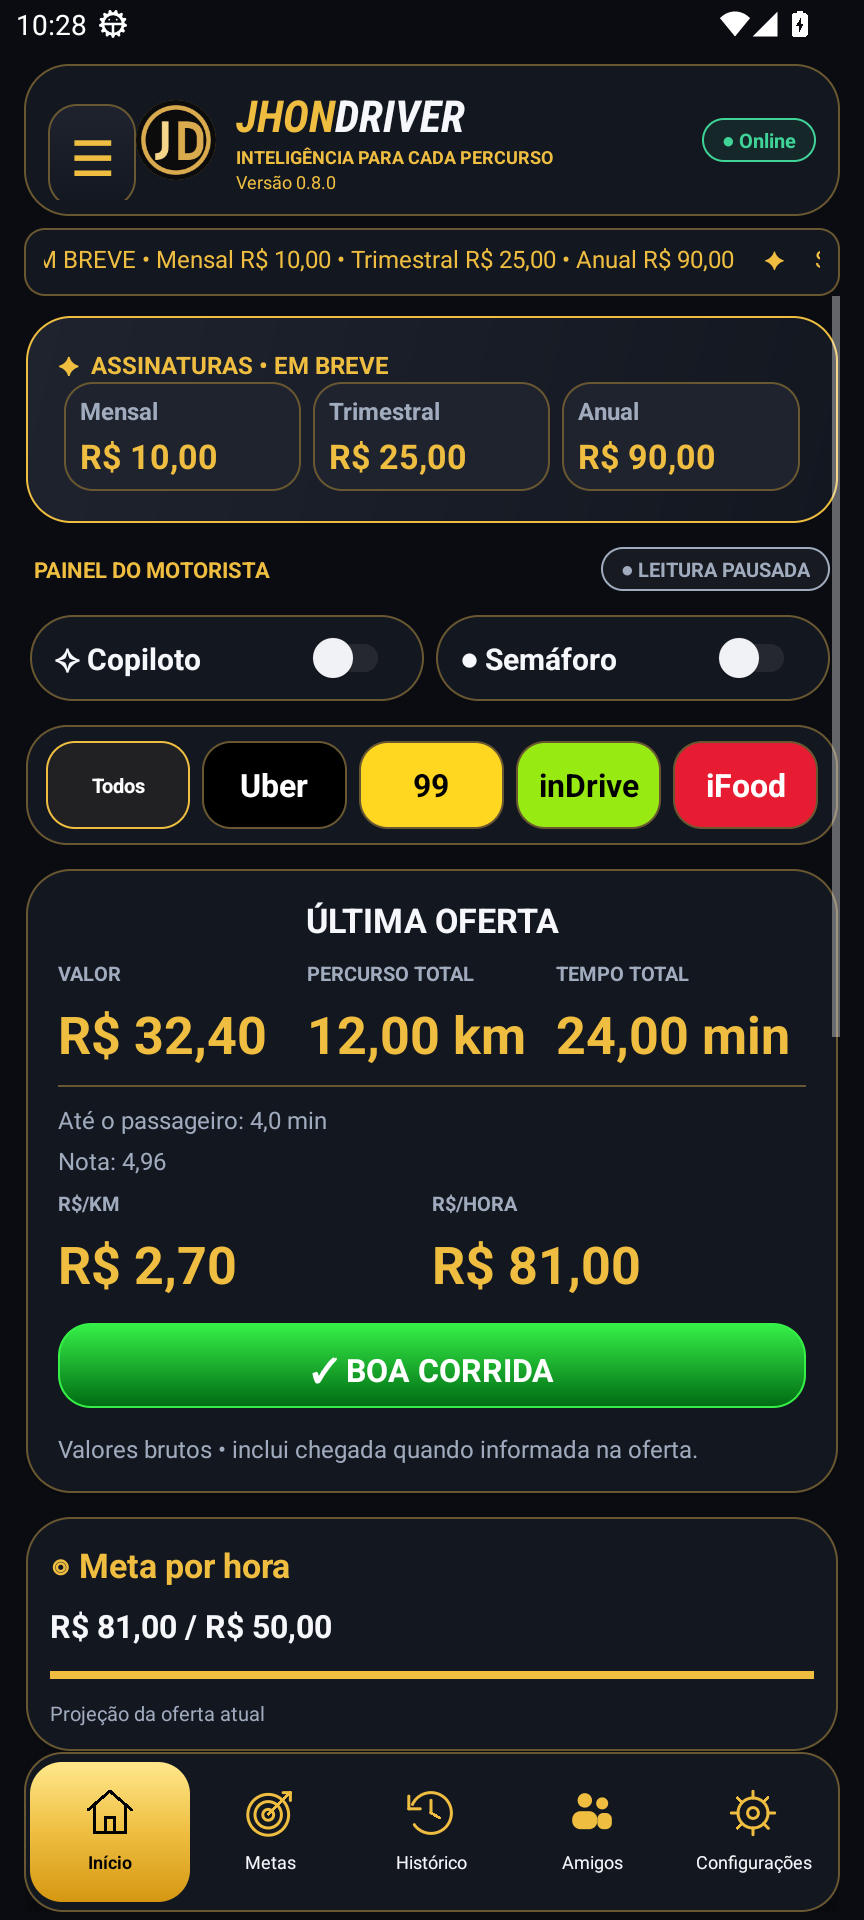 10:28
JD
JHONDRIVER
INTELIGÊNCIA PARA CADA PERCURSO
Versão 0.8.0
● Online
BREVE • Mensal R$ 10,00 • Trimestral R$ 25,00 • Anual R$ 90,00 ✦
✦ ASSINATURAS • EM BREVE
Mensal Trimestral Anual
R$ 10,00 R$ 25,00 R$ 90,00
PAINEL DO MOTORISTA ● LEITURA PAUSADA
✧ Copiloto ● Semáforo
Todos Uber 99 inDrive iFood
ÚLTIMA OFERTA
VALOR PERCURSO TOTAL TEMPO TOTAL
R$ 32,40 12,00 km 24,00 min
Até o passageiro: 4,0 min
Nota: 4,96
R$/KM R$/HORA
R$ 2,70 R$ 81,00
✓ BOA CORRIDA
Valores brutos • inclui chegada quando informada na oferta.
Meta por hora
R$ 81,00 / R$ 50,00
Projeção da oferta atual
Início Metas Histórico Amigos Configurações